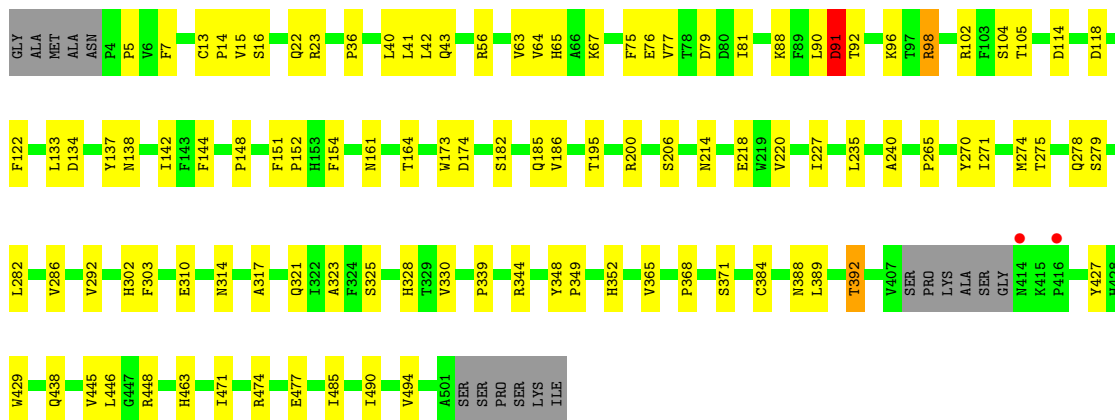 GLY ALA MET ALA ASN P4 P5 V6 F7 C13 P14 V15 S16 Q22 R23 P36 L40 L41 L42 Q43 R56 V63 V64 H65 A66 K67 F75 E76 V77 T78 D79 D80 I81 K88 F89 L90 D91 T92 K96 T97 R98 R102 F103 S104 T105 D114 D118
F122 L133 D134 Y137 N138 I142 F143 F144 P148 F151 P152 H153 F154 N161 T164 W173 D174 S182 Q185 V186 T195 R200 S206 N214 E218 W219 V220 I227 L235 A240 P265 Y270 I271 M274 T275 Q278 S279
L282 V286 V292 H302 F303 E310 N314 A317 Q321 I322 A323 F324 S325 H328 T329 V330 P339 R344 Y348 P349 H352 V365 P368 S371 C384 N388 L389 T392 V407 SER PRO LYS ALA SER GLY N414 K415 P416 Y427 H428
W429 Q438 V445 L446 G447 R448 H463 I471 R474 E477 I485 I490 V494 A501 SER SER PRO SER LYS ILE